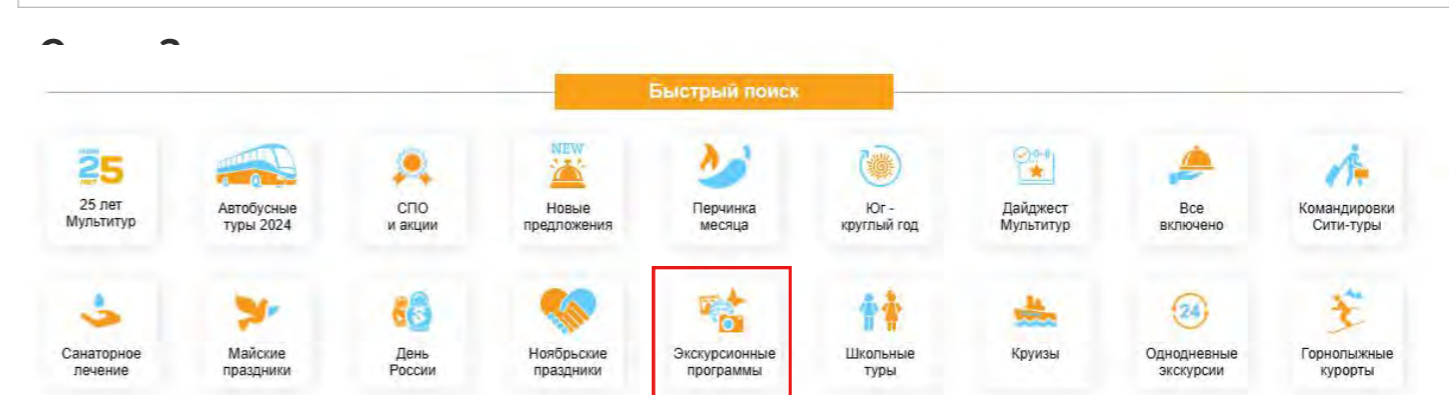 Быстрый поиск
25
ЛЕТ
25 лет
Мультитур
Автобусные
туры 2024
СПО
и акции
NEW
Новые
предложения
Перчинка
месяца
Юг -
круглый год
Дайджест
Мультитур
Все
включено
Командировки
Сити-туры
Санаторное
лечение
Майские
праздники
День
России
Ноябрьские
праздники
Экскурсионные
программы
Школьные
туры
Круизы
24
Однодневные
экскурсии
Горнолыжные
курорты